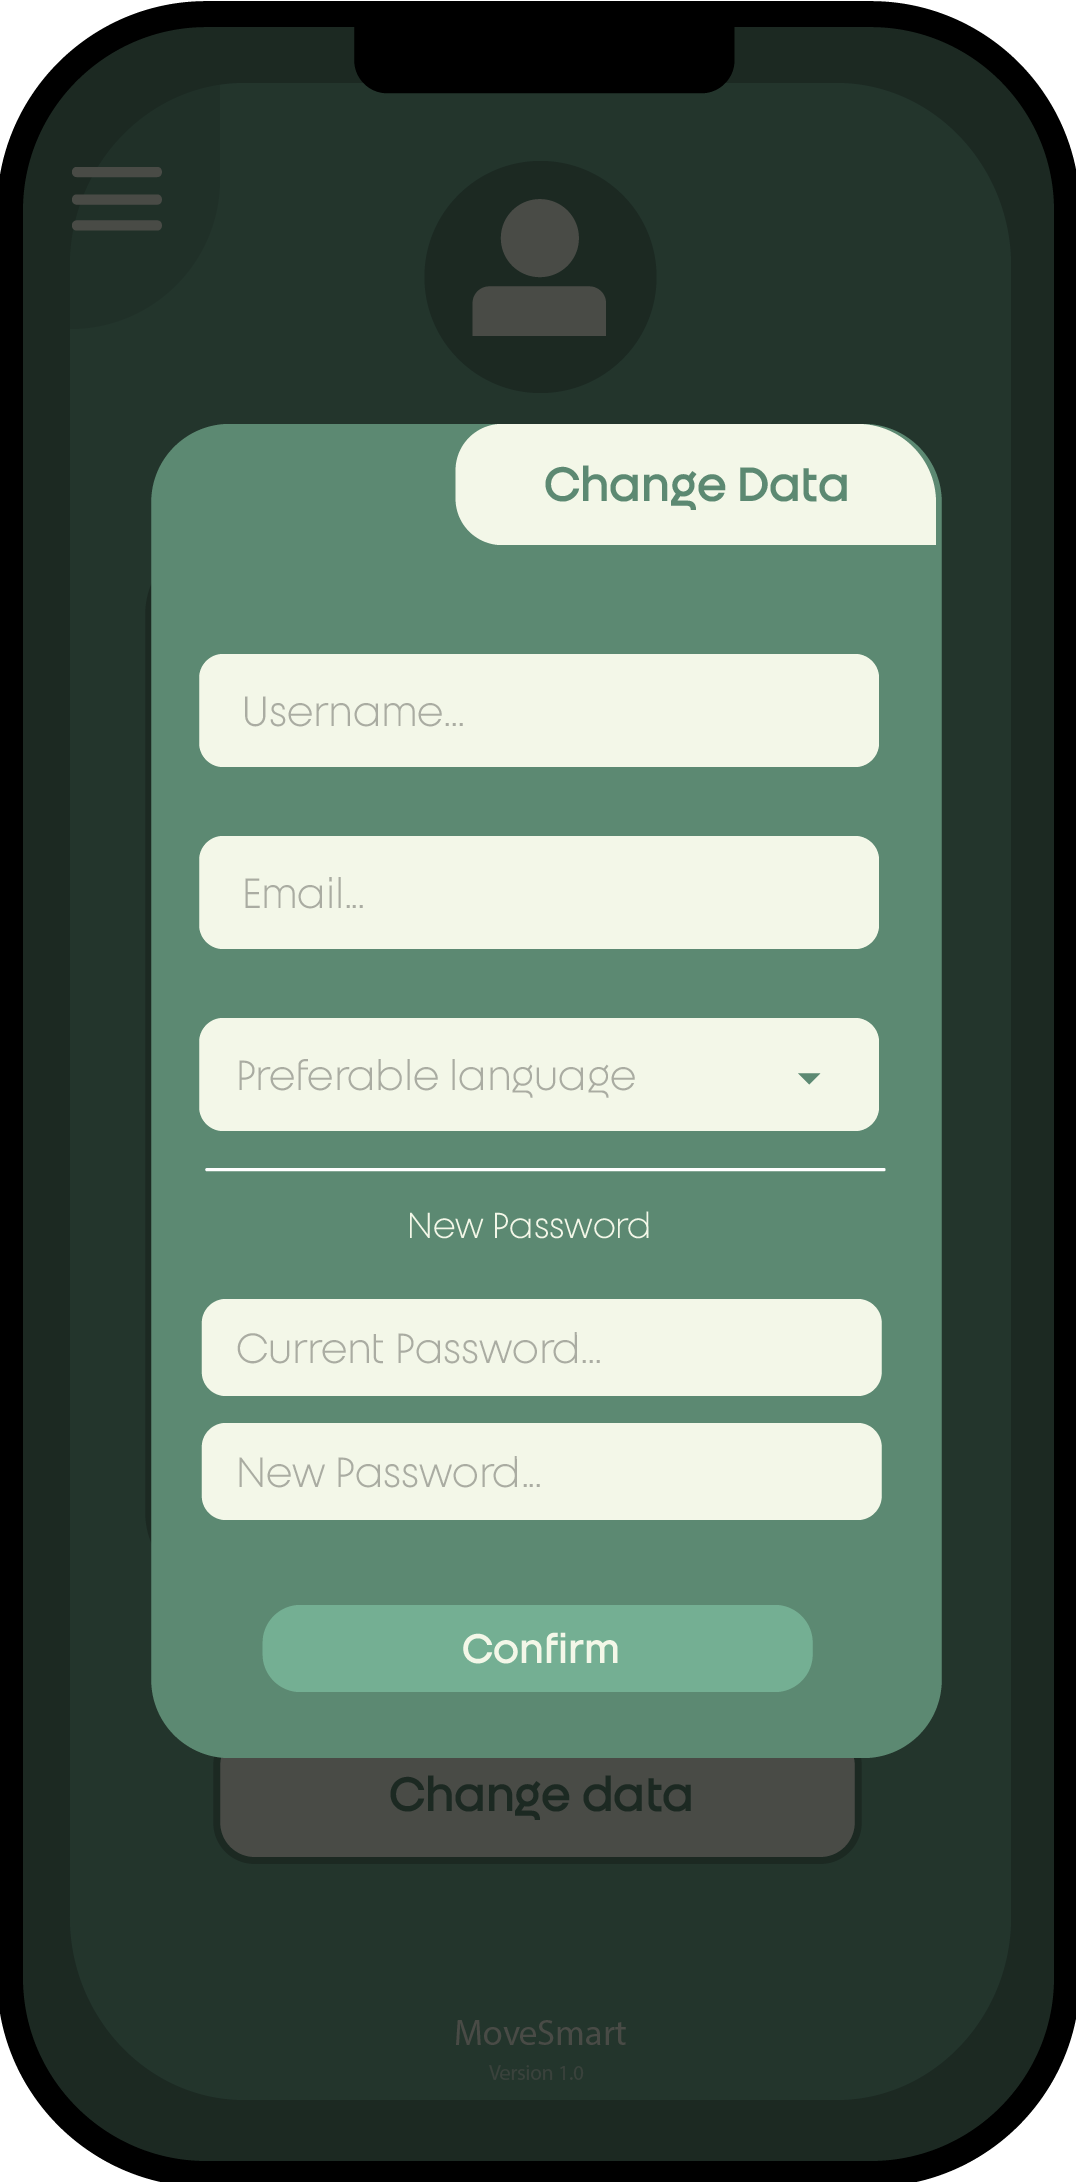 Change Data
Username...
Email...
Preferable language
New Password
Current Password...
New Password...
Confirm
Change data
MoveSmart
Version 1.0